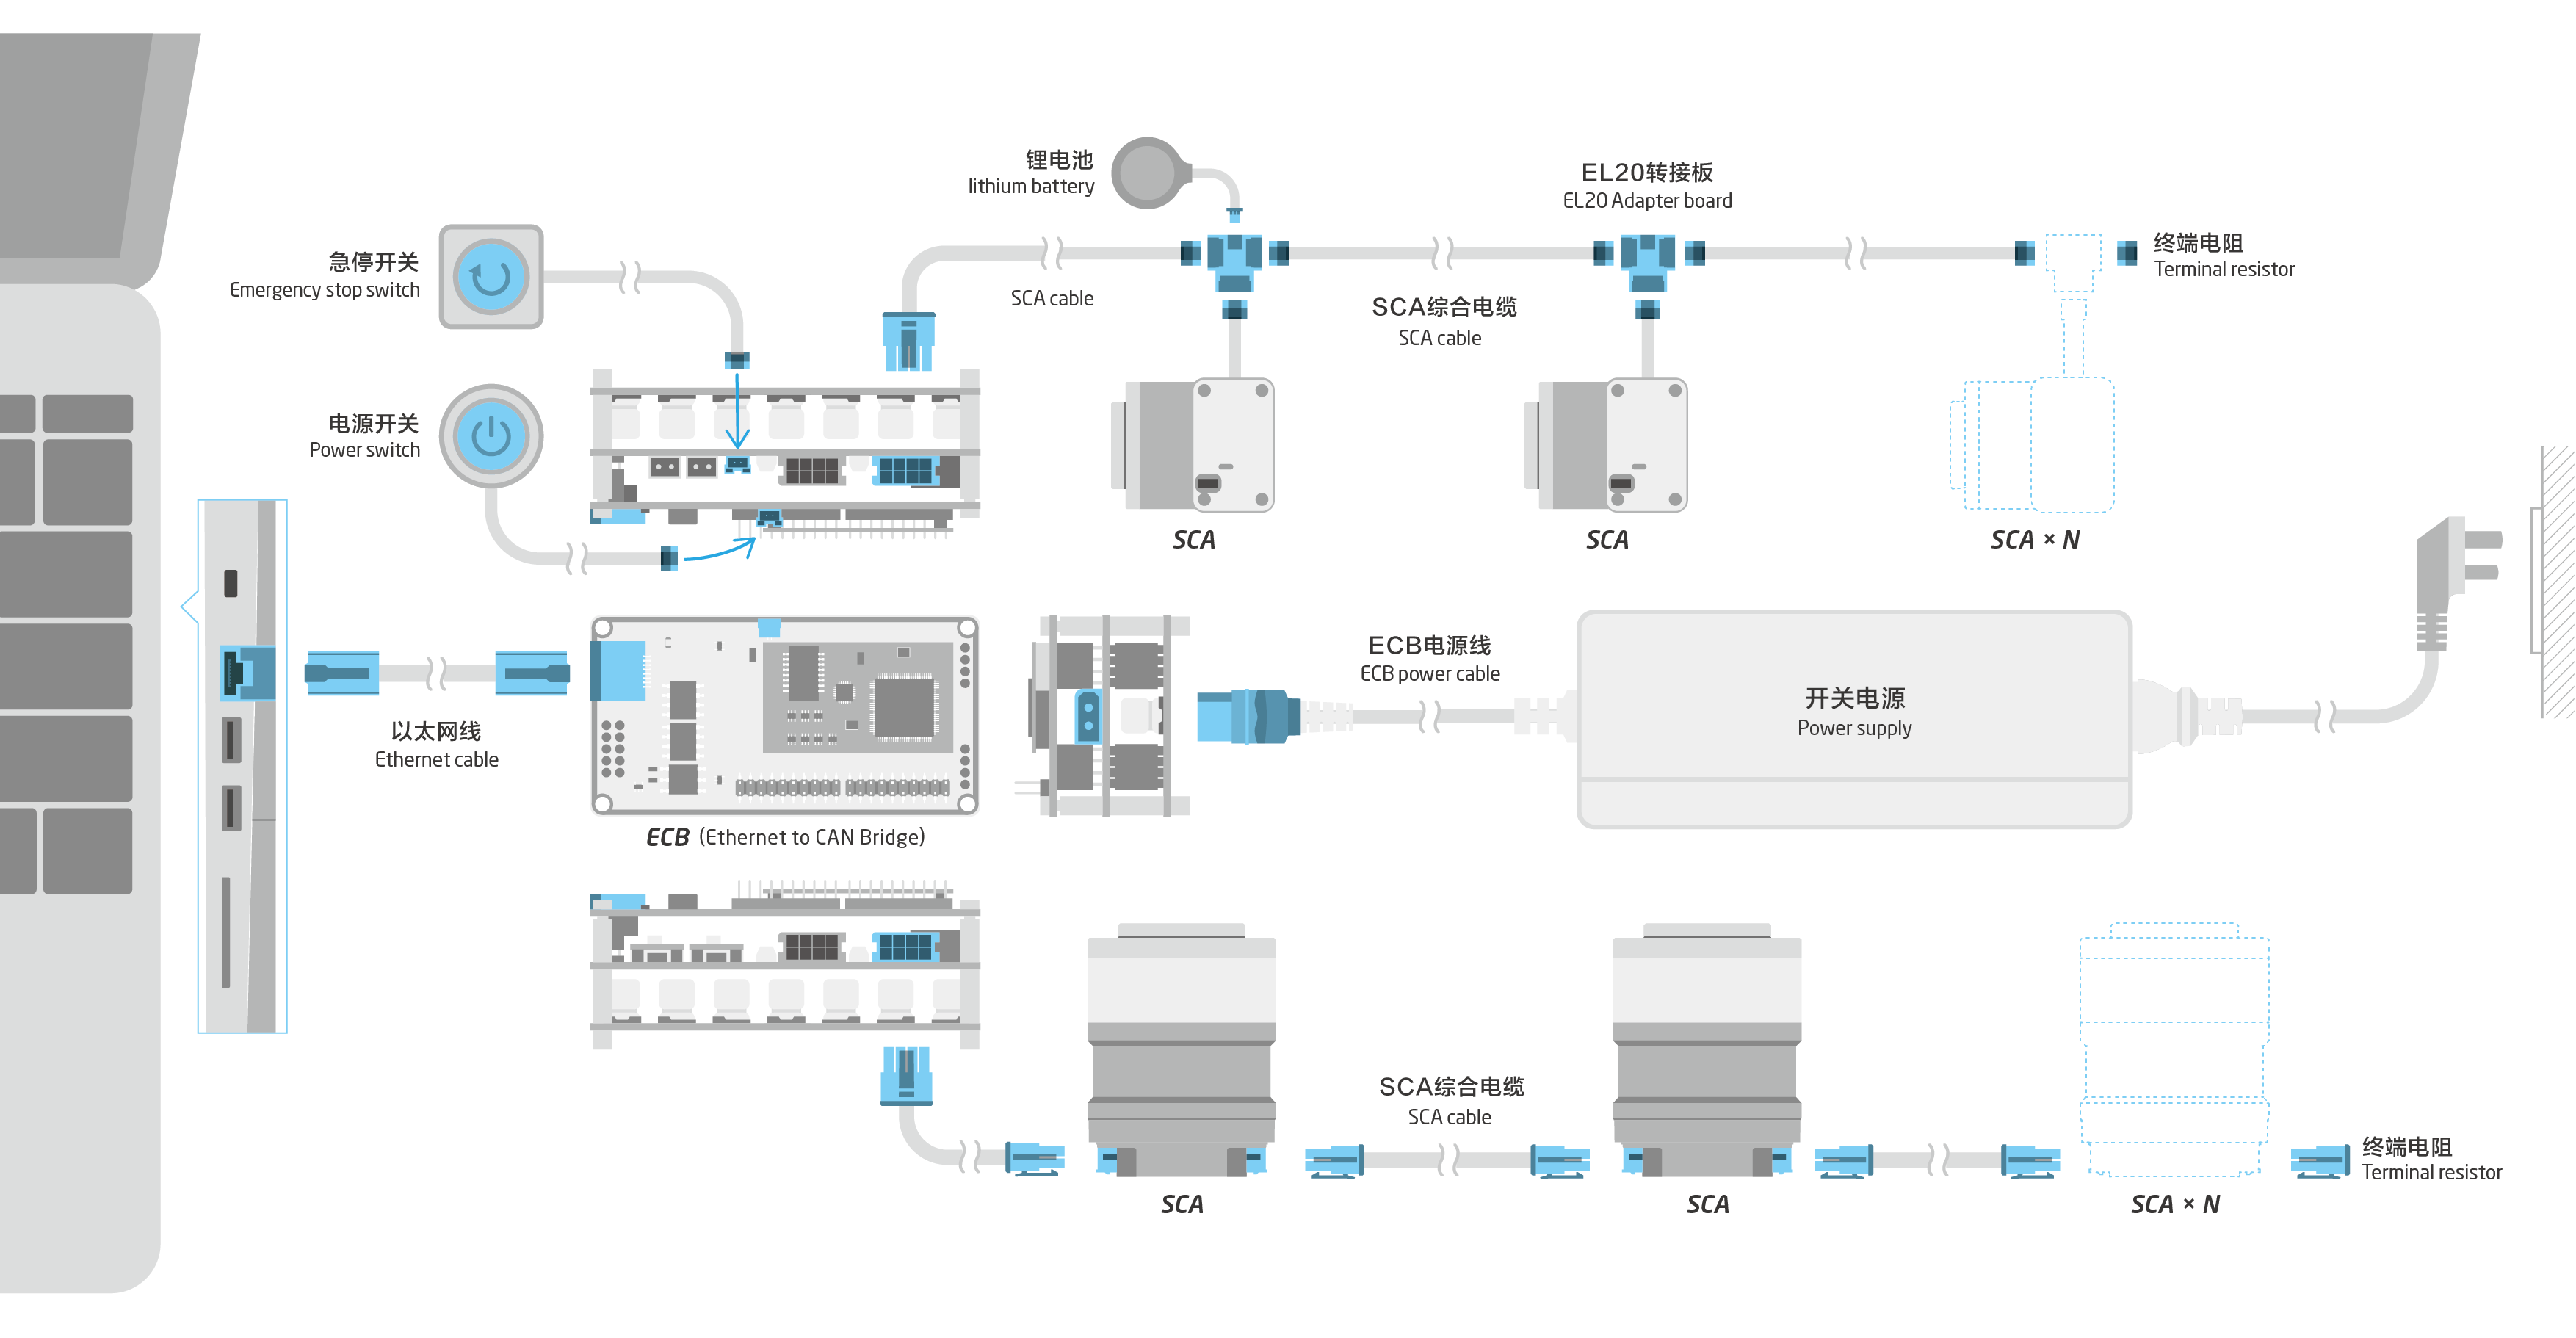 锂电池
lithium battery
EL20转接板
EL20 Adapter board
终端电阻
Terminal resistor
急停开关
Emergency stop switch
SCA cable
SCA综合电缆
SCA cable
电源开关
Power switch
SCA
SCA
SCA × N
ECB电源线
ECB power cable
开关电源
Power supply
以太网线
Ethernet cable
ECB (Ethernet to CAN Bridge)
SCA综合电缆
SCA cable
终端电阻
Terminal resistor
SCA
SCA
SCA × N